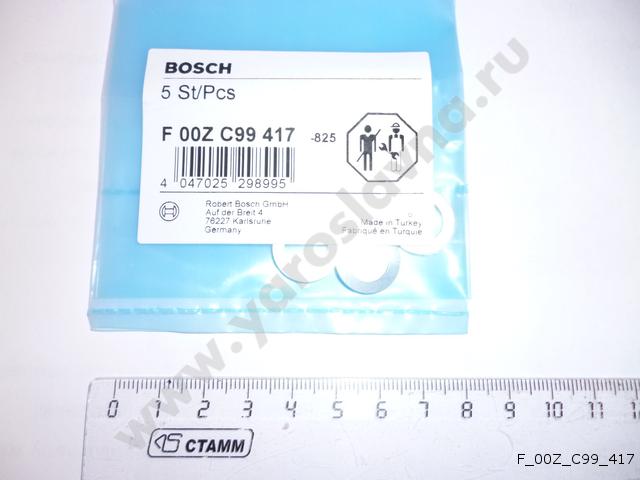 BOSCH
5 St/Pcs
F 00Z C99 417 -825
4 047025 298995
Robert Bosch GmbH
Auf der Breit 4
76227 Karlsruhe
Germany
Made in Turkey
Fabriqué en Turquie
www.yaroslavna.ru
0 1 2 3 4 5 6 7 8 9 10 11 12
СТАММ
F_00Z_C99_417